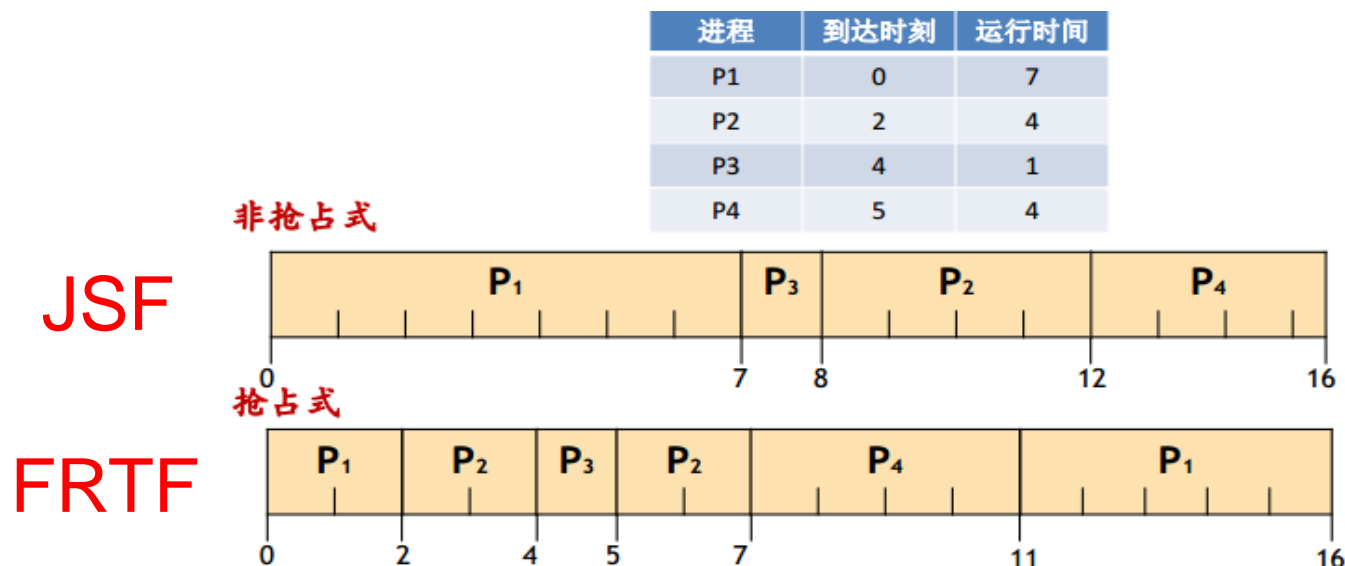 进程 到达时刻 运行时间
P1 0 7
P2 2 4
P3 4 1
P4 5 4
非抢占式
JSF
P₁ P₃ P₂ P₄
0 7 8 12 16
抢占式
FRTF
P₁ P₂ P₃ P₂ P₄ P₁
0 2 4 5 7 11 16